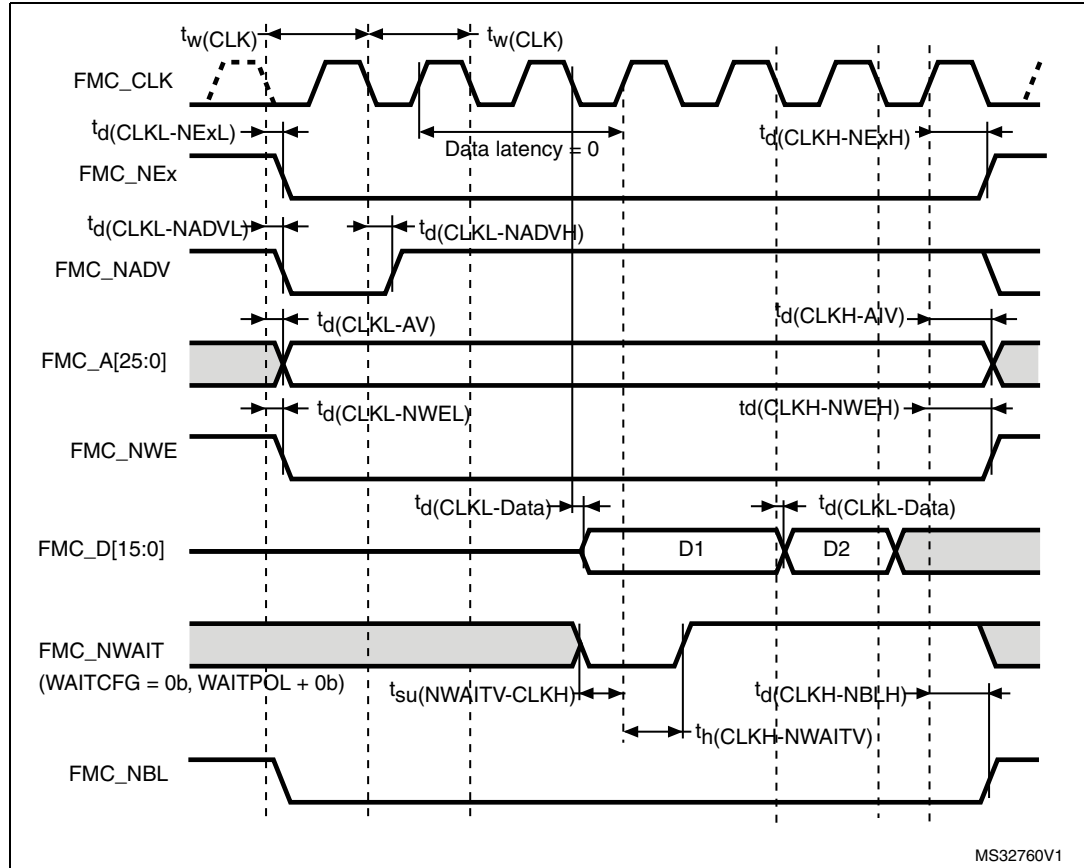 tw(CLK) tw(CLK)
FMC_CLK
td(CLKL-NExL) Data latency = 0 td(CLKH-NExH)
FMC_NEx
td(CLKL-NADVL) td(CLKL-NADVH)
FMC_NADV
td(CLKL-AV) td(CLKH-AIV)
FMC_A[25:0]
td(CLKL-NWEL) td(CLKH-NWEH)
FMC_NWE
td(CLKL-Data) td(CLKL-Data)
FMC_D[15:0] D1 D2
FMC_NWAIT
(WAITCFG = 0b, WAITPOL + 0b)
tsu(NWAITV-CLKH) td(CLKH-NBLH)
th(CLKH-NWAITV)
FMC_NBL
MS32760V1